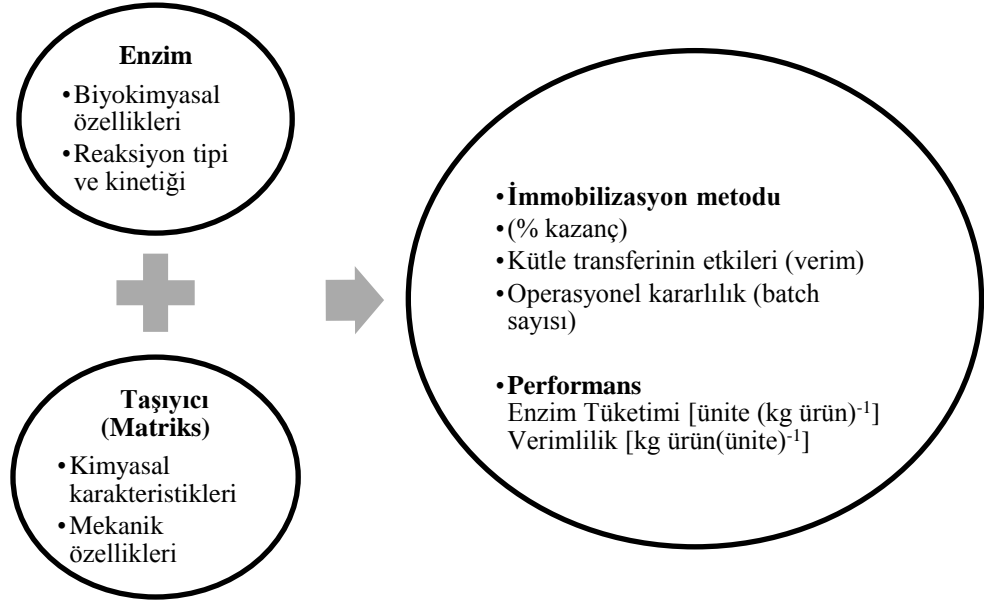 Enzim
•Biyokimyasal
özellikleri
•Reaksiyon tipi
ve kinetiği
Taşıyıcı
(Matriks)
•Kimyasal
karakteristikleri
•Mekanik
özellikleri
•İmmobilizasyon metodu
•(% kazanç)
•Kütle transferinin etkileri (verim)
•Operasyonel kararlılık (batch
sayısı)
•Performans
Enzim Tüketimi [ünite (kg ürün)⁻¹]
Verimlilik [kg ürün(ünite)⁻¹]